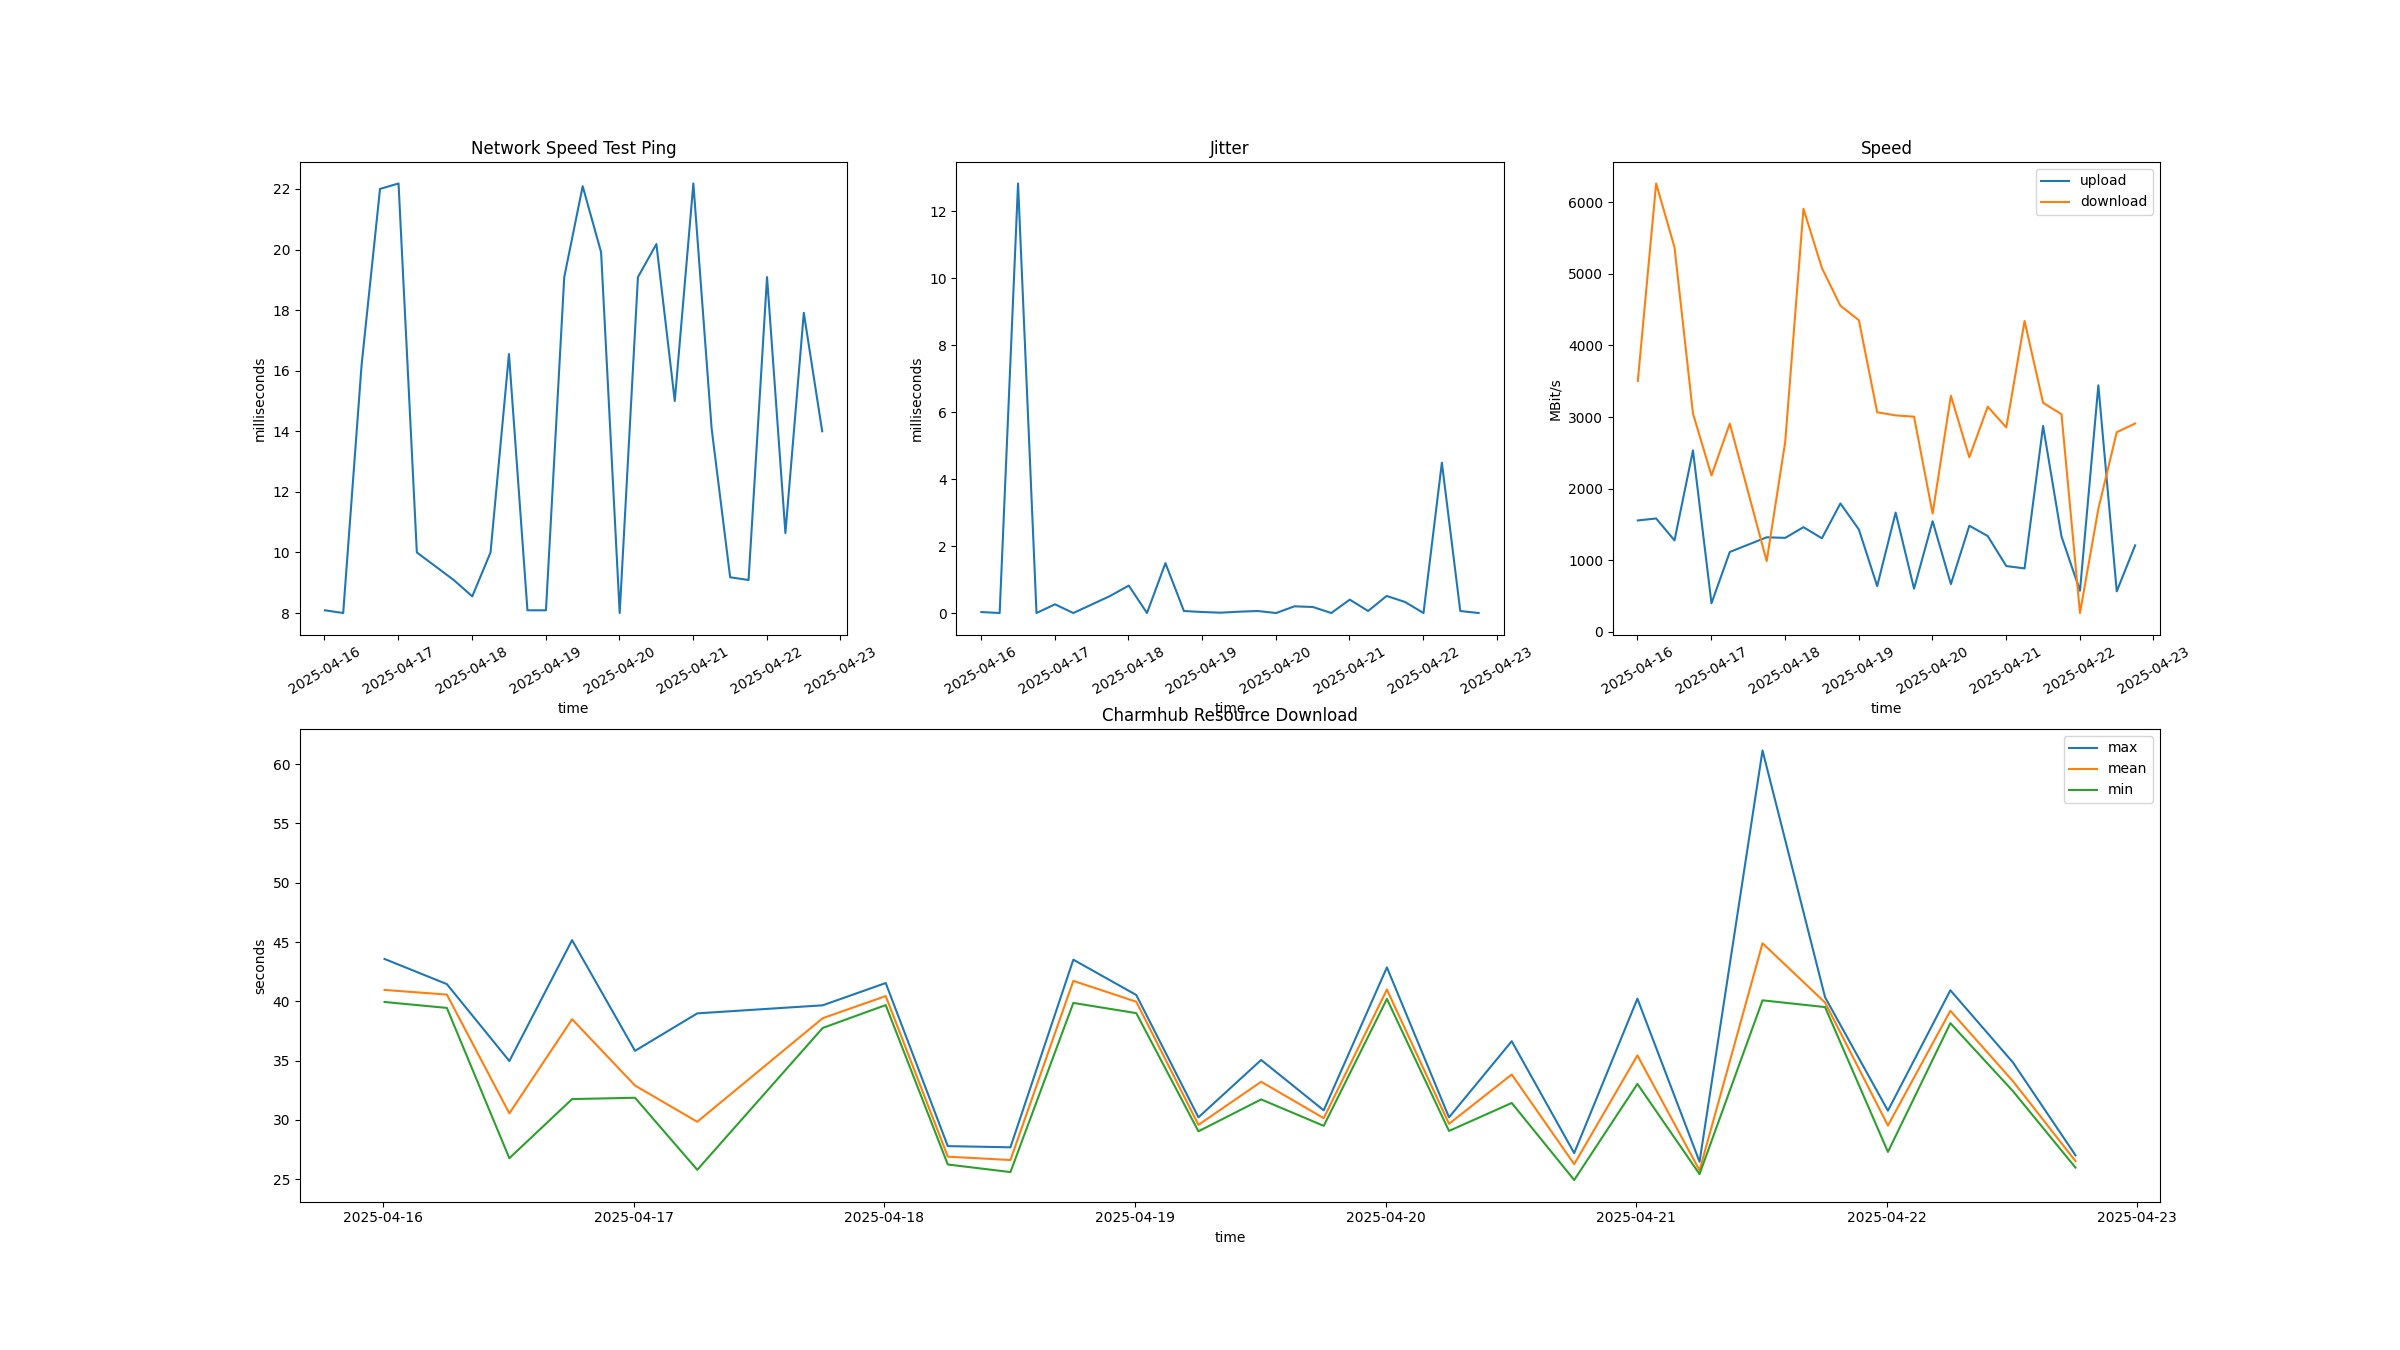 Network Speed Test Ping
milliseconds
22
20
18
16
14
12
10
8
2025-04-16 2025-04-17 2025-04-18 2025-04-19 2025-04-20 2025-04-21 2025-04-22 2025-04-23
time
Jitter
milliseconds
12
10
8
6
4
2
0
2025-04-16 2025-04-17 2025-04-18 2025-04-19 2025-04-20 2025-04-21 2025-04-22 2025-04-23
time
Speed
upload
download
MBit/s
6000
5000
4000
3000
2000
1000
0
2025-04-16 2025-04-17 2025-04-18 2025-04-19 2025-04-20 2025-04-21 2025-04-22 2025-04-23
time
Charmhub Resource Download
max
mean
min
seconds
60
55
50
45
40
35
30
25
2025-04-16 2025-04-17 2025-04-18 2025-04-19 2025-04-20 2025-04-21 2025-04-22 2025-04-23
time